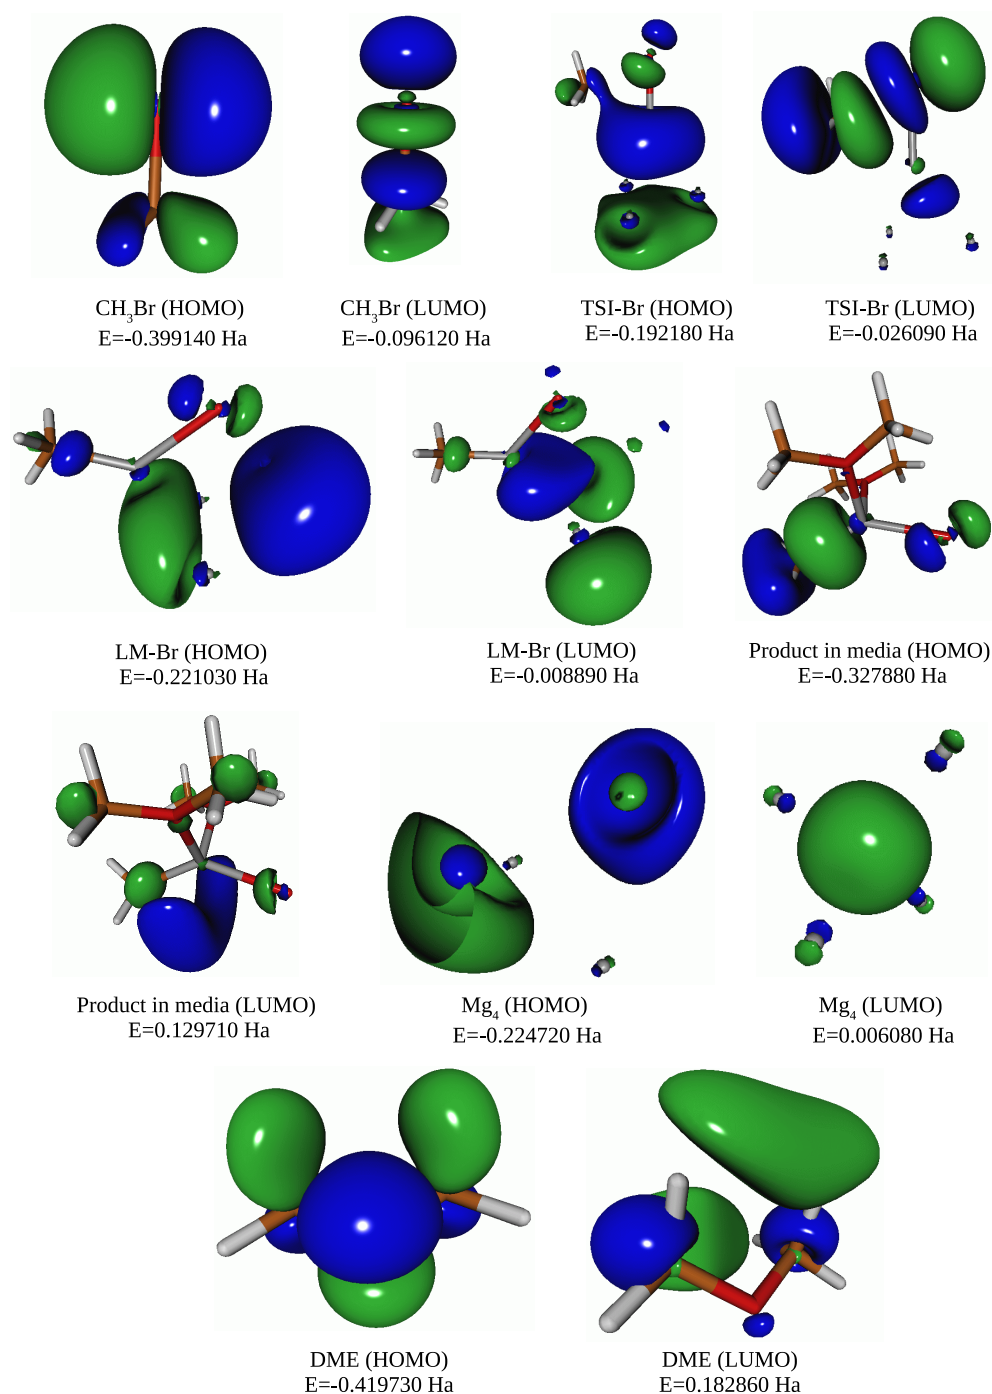 CH₃Br (HOMO)
E=-0.399140 Ha
CH₃Br (LUMO)
E=-0.096120 Ha
TSI-Br (HOMO)
E=-0.192180 Ha
TSI-Br (LUMO)
E=-0.026090 Ha
LM-Br (HOMO)
E=-0.221030 Ha
LM-Br (LUMO)
E=-0.008890 Ha
Product in media (HOMO)
E=-0.327880 Ha
Product in media (LUMO)
E=0.129710 Ha
Mg₄ (HOMO)
E=-0.224720 Ha
Mg₄ (LUMO)
E=0.006080 Ha
DME (HOMO)
E=-0.419730 Ha
DME (LUMO)
E=0.182860 Ha